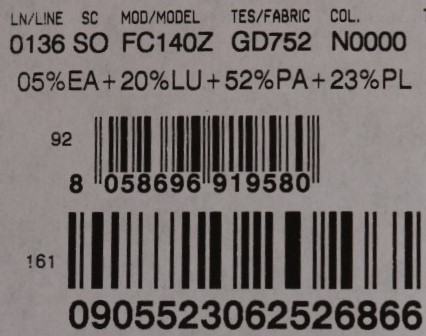 LN/LINE SC MOD/MODEL TES/FABRIC COL.
0136 SO FC140Z GD752 N0000
05%EA+20%LU+52%PA+23%PL
92
8 058696 919580
161
0905523062526866